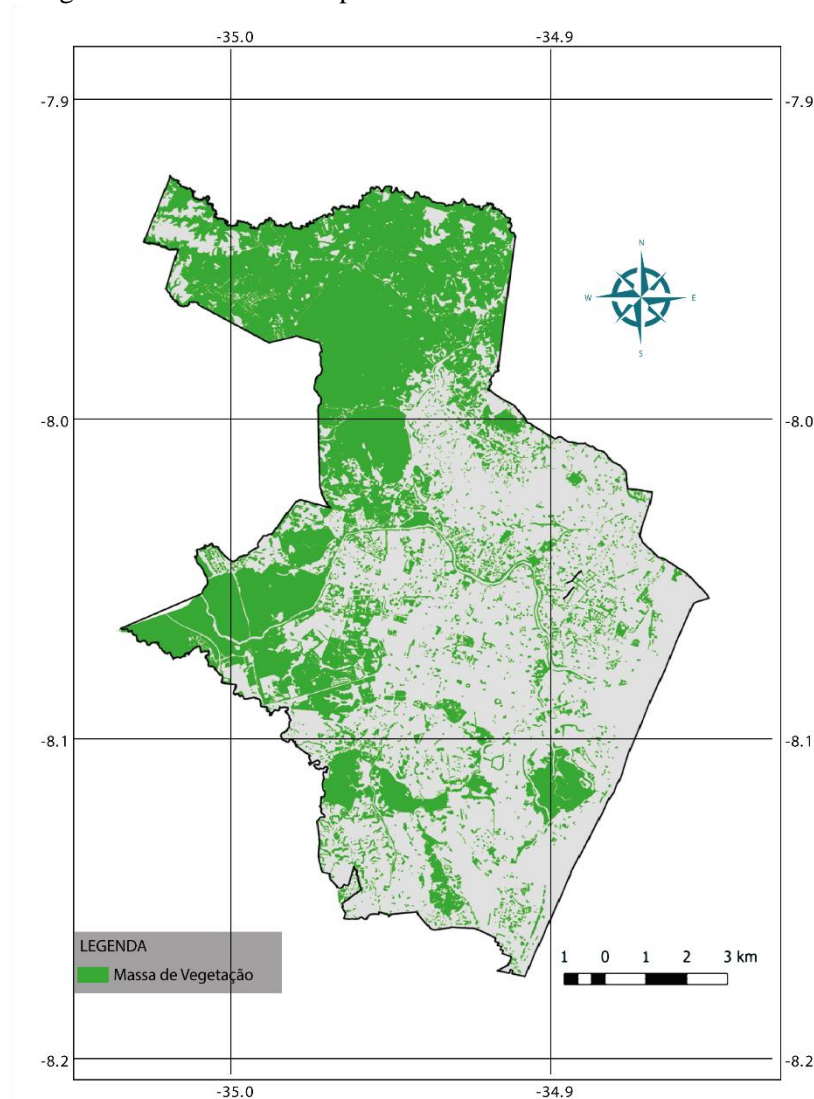 -35.0 -34.9
-7.9 -7.9
N
W E
S
-8.0 -8.0
-8.1 -8.1
LEGENDA
Massa de Vegetação
1 0 1 2 3 km
-8.2 -8.2
-35.0 -34.9